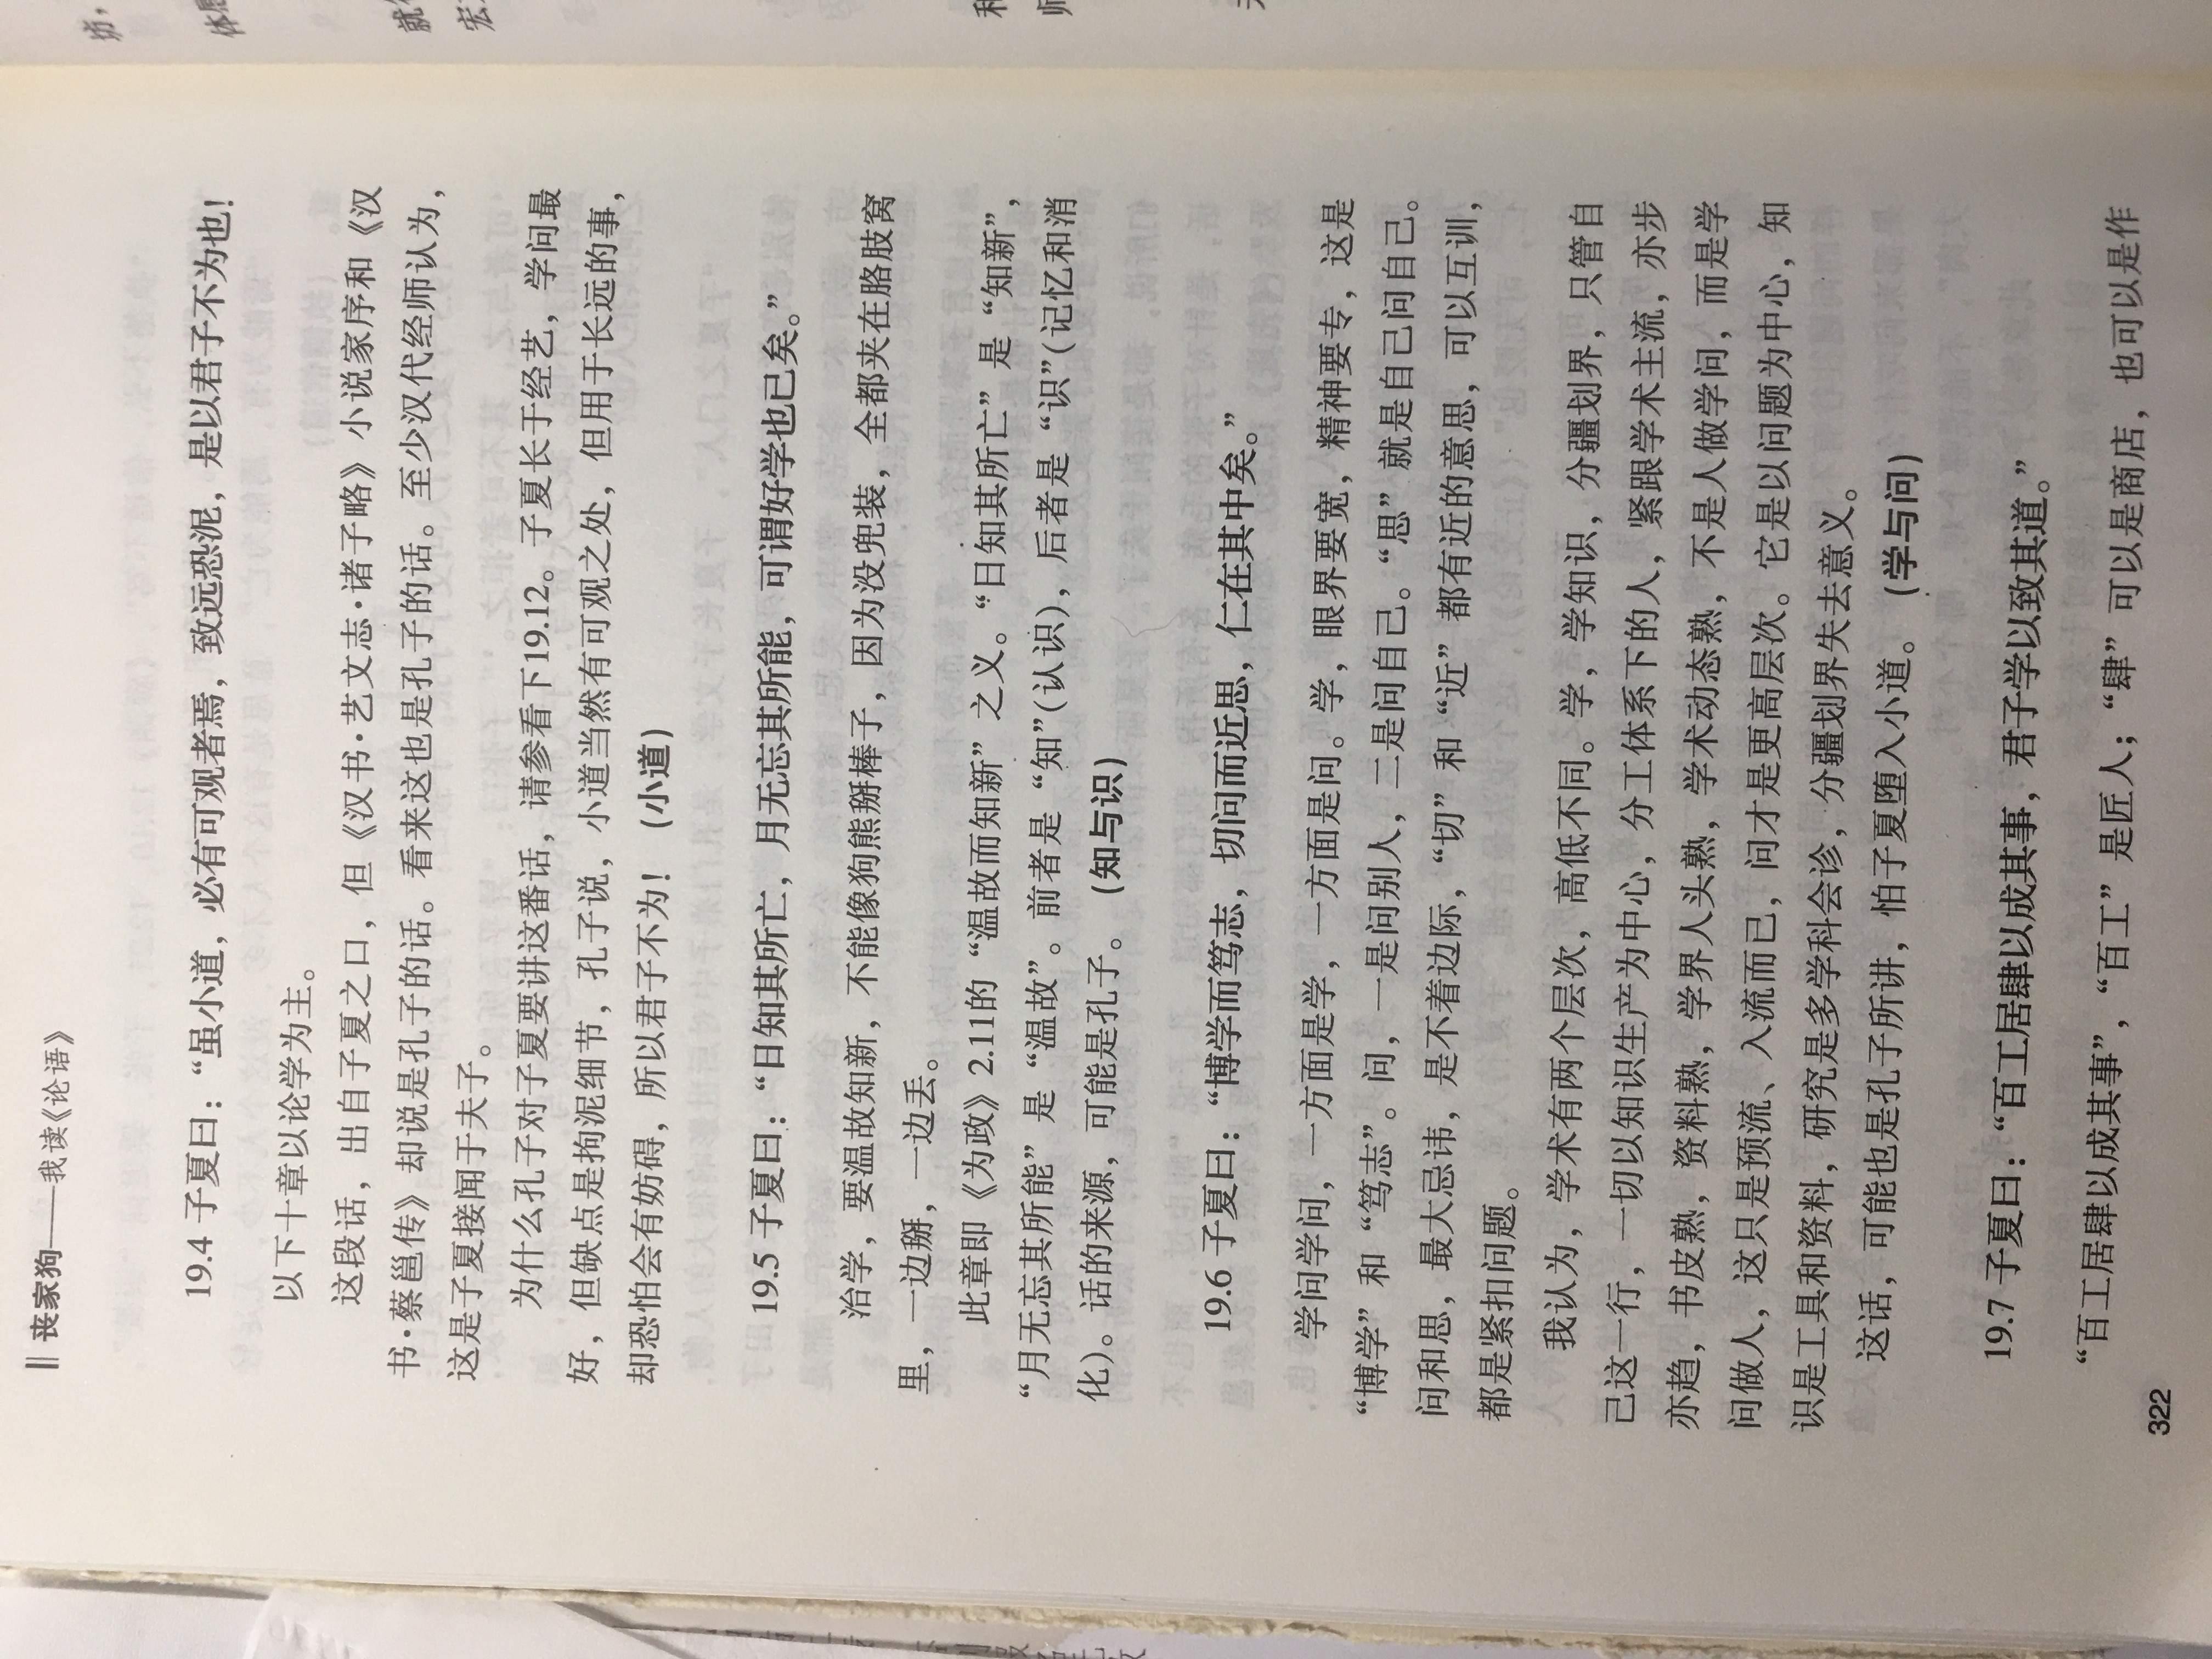 丧家狗——我读《论语》
19.4 子夏曰：“虽小道，必有可观者焉，致远恐泥，是以君子不为也！
以下十章以论学为主。
这段话，出自子夏之口，但《汉书·艺文志·诸子略》小说家序和《汉
书·蔡邕传》却说是孔子的话。看来这也是孔子的话。至少汉代经师认为，
这是子夏接闻于夫子。
为什么孔子对子夏要讲这番话，请参看下19.12。子夏长于经艺，学问最
好，但缺点是拘泥细节，孔子说，小道当然有可观之处，但用于长远的事，
却恐怕会有妨碍，所以君子不为！（小道）
19.5 子夏曰：“日知其所亡，月无忘其所能，可谓好学也已矣。”
治学，要温故知新，不能像狗熊掰棒子，因为没兜装，全都夹在胳肢窝
里，一边掰，一边丢。
此章即《为政》2.11的“温故而知新”之义。“日知其所亡”是“知新”，
“月无忘其所能”是“温故”。前者是“知”(认识)，后者是“识”(记忆和消
化)。话的来源，可能是孔子。（知与识）
19.6 子夏曰：“博学而笃志，切问而近思，仁在其中矣。”
学问学问，一方面是学，一方面是问。学，眼界要宽，精神要专，这是
“博学”和“笃志”。问，一是问别人，二是问自己。“思”就是自己问自己。
问和思，最大忌讳，是不着边际，“切”和“近”都有近的意思，可以互训，
都是紧扣问题。
我认为，学术有两个层次，高低不同。学，学知识，分疆划界，只管自
己这一行，一切以知识生产为中心，分工体系下的人，紧跟学术主流，亦步
亦趋，书皮熟，资料熟，学界人头熟，学术动态熟，不是人做学问，而是学
问做人，这只是预流、入流而已，问才是更高层次。它是以问题为中心，知
识是工具和资料，研究是多学科会诊，分疆划界失去意义。
这话，可能也是孔子所讲，怕子夏堕入小道。（学与问）
19.7 子夏曰：“百工居肆以成其事，君子学以致其道。”
“百工居肆以成其事”，“百工”是匠人；“肆”可以是商店，也可以是作
322
坊，
体
就
宏
和
师